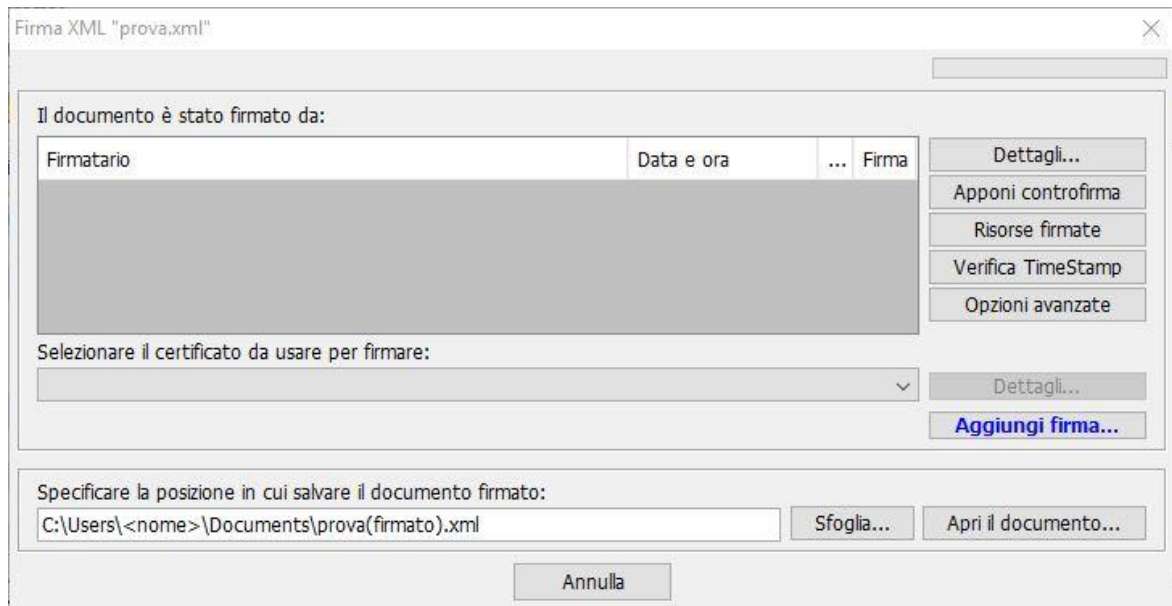 Firma XML "prova.xml"
Il documento è stato firmato da:
Firmatario Data e ora ... Firma
Dettagli...
Apponi controfirma
Risorse firmate
Verifica TimeStamp
Opzioni avanzate
Selezionare il certificato da usare per firmare:
Dettagli...
Aggiungi firma...
Specificare la posizione in cui salvare il documento firmato:
C:\Users\<nome>\Documents\prova(firmato).xml Sfoglia... Apri il documento...
Annulla